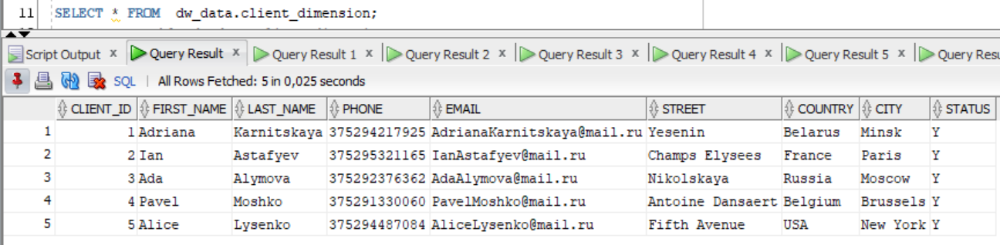 11 SELECT * FROM dw_data.client_dimension;
Script Output x Query Result x Query Result 1 x Query Result 2 x Query Result 3 x Query Result 4 x Query Result 5 x Query Resu
SQL | All Rows Fetched: 5 in 0,025 seconds
CLIENT_ID FIRST_NAME LAST_NAME PHONE EMAIL STREET COUNTRY CITY STATUS
1 1 Adriana Karnitskaya 375294217925 AdrianaKarnitskaya@mail.ru Yesenin Belarus Minsk Y
2 2 Ian Astafyev 375295321165 IanAstafyev@mail.ru Champs Elysees France Paris Y
3 3 Ada Alymova 375292376362 AdaAlymova@mail.ru Nikolskaya Russia Moscow Y
4 4 Pavel Moshko 375291330060 PavelMoshko@mail.ru Antoine Dansaert Belgium Brussels Y
5 5 Alice Lysenko 375294487084 AliceLysenko@mail.ru Fifth Avenue USA New York Y